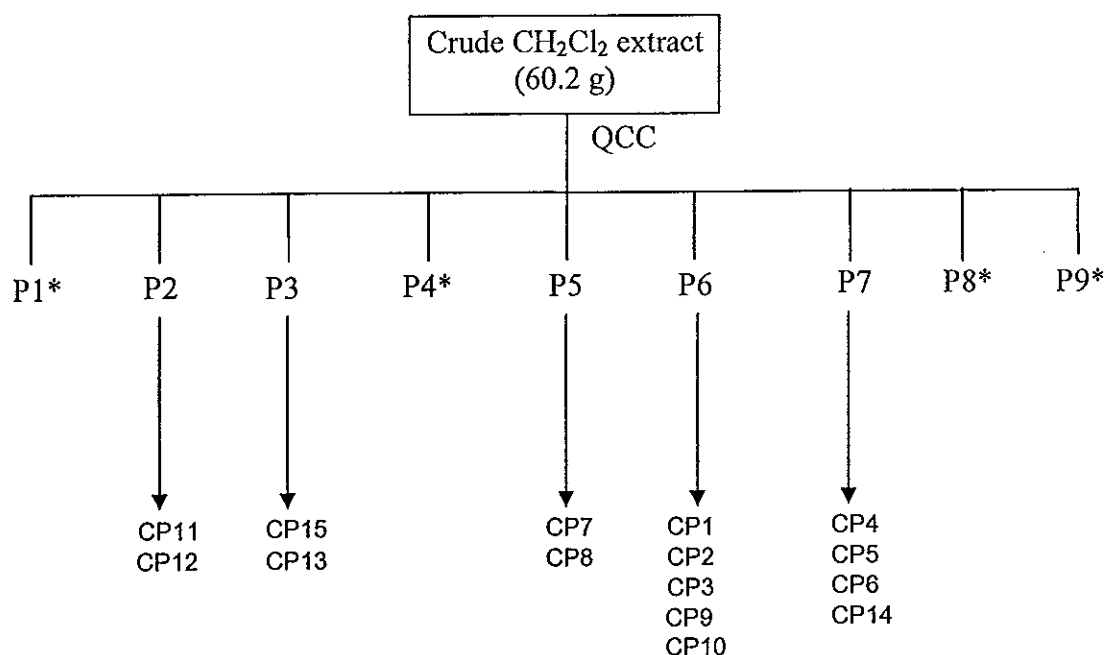 Crude CH₂Cl₂ extract
(60.2 g)
QCC
P1* P2 P3 P4* P5 P6 P7 P8* P9*
CP11 CP15 CP7 CP1 CP4
CP12 CP13 CP8 CP2 CP5
CP3 CP6
CP9 CP14
CP10